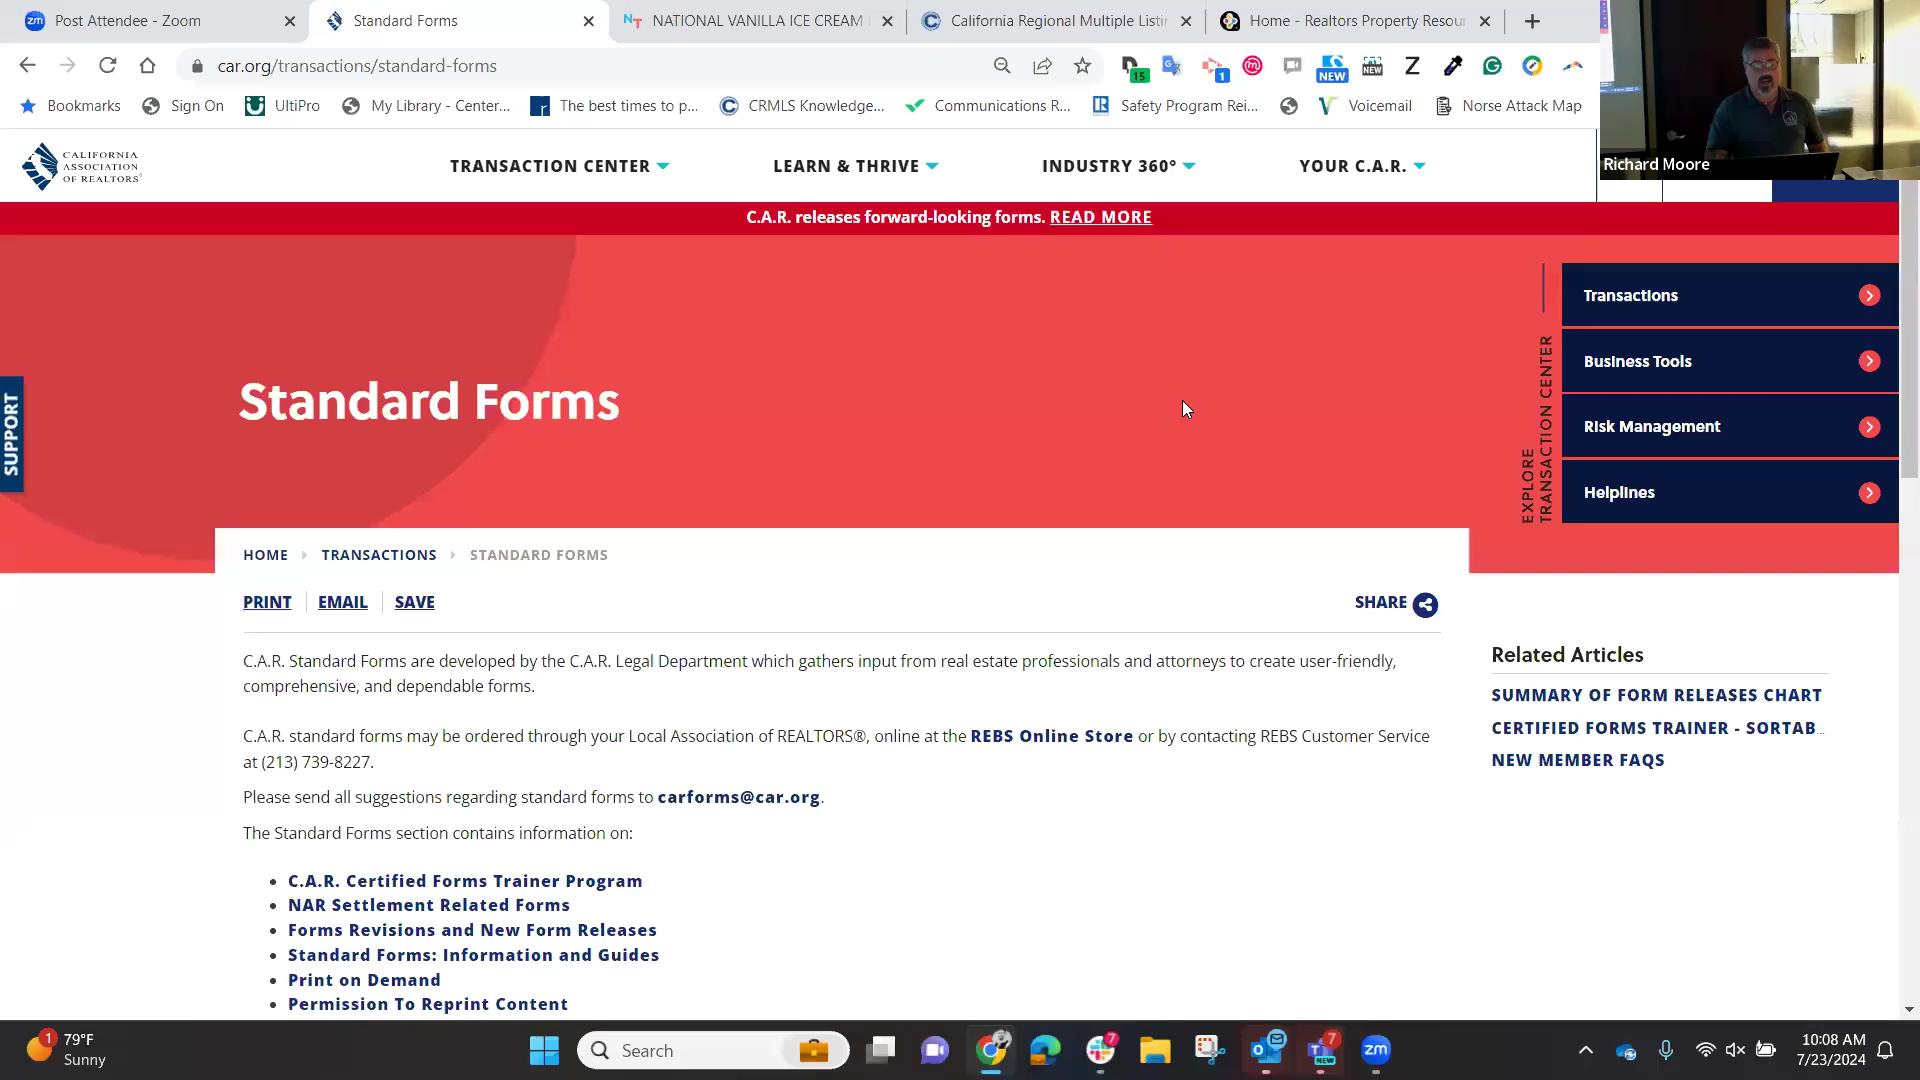 Post Attendee - Zoom
Standard Forms
NATIONAL VANILLA ICE CREAM
California Regional Multiple Listi
Home - Realtors Property Resou
car.org/transactions/standard-forms
15
1
NEW
NEW
Bookmarks
Sign On
UltiPro
My Library - Center...
The best times to p...
CRMLS Knowledge...
Communications R...
Safety Program Rei...
Voicemail
Norse Attack Map
Richard Moore
CALIFORNIA
ASSOCIATION
OF REALTORS®
TRANSACTION CENTER
LEARN & THRIVE
INDUSTRY 360°
YOUR C.A.R.
C.A.R. releases forward-looking forms. READ MORE
Standard Forms
SUPPORT
EXPLORE
TRANSACTION CENTER
Transactions
Business Tools
Risk Management
Helplines
HOME
TRANSACTIONS
STANDARD FORMS
PRINT
EMAIL
SAVE
SHARE
C.A.R. Standard Forms are developed by the C.A.R. Legal Department which gathers input from real estate professionals and attorneys to create user-friendly,
comprehensive, and dependable forms.
C.A.R. standard forms may be ordered through your Local Association of REALTORS®, online at the REBS Online Store or by contacting REBS Customer Service
at (213) 739-8227.
Please send all suggestions regarding standard forms to carforms@car.org.
The Standard Forms section contains information on:
C.A.R. Certified Forms Trainer Program
NAR Settlement Related Forms
Forms Revisions and New Form Releases
Standard Forms: Information and Guides
Print on Demand
Permission To Reprint Content
Related Articles
SUMMARY OF FORM RELEASES CHART
CERTIFIED FORMS TRAINER - SORTAB...
NEW MEMBER FAQS
1
79°F
Sunny
Search
7
7
NEW
zm
10:08 AM
7/23/2024